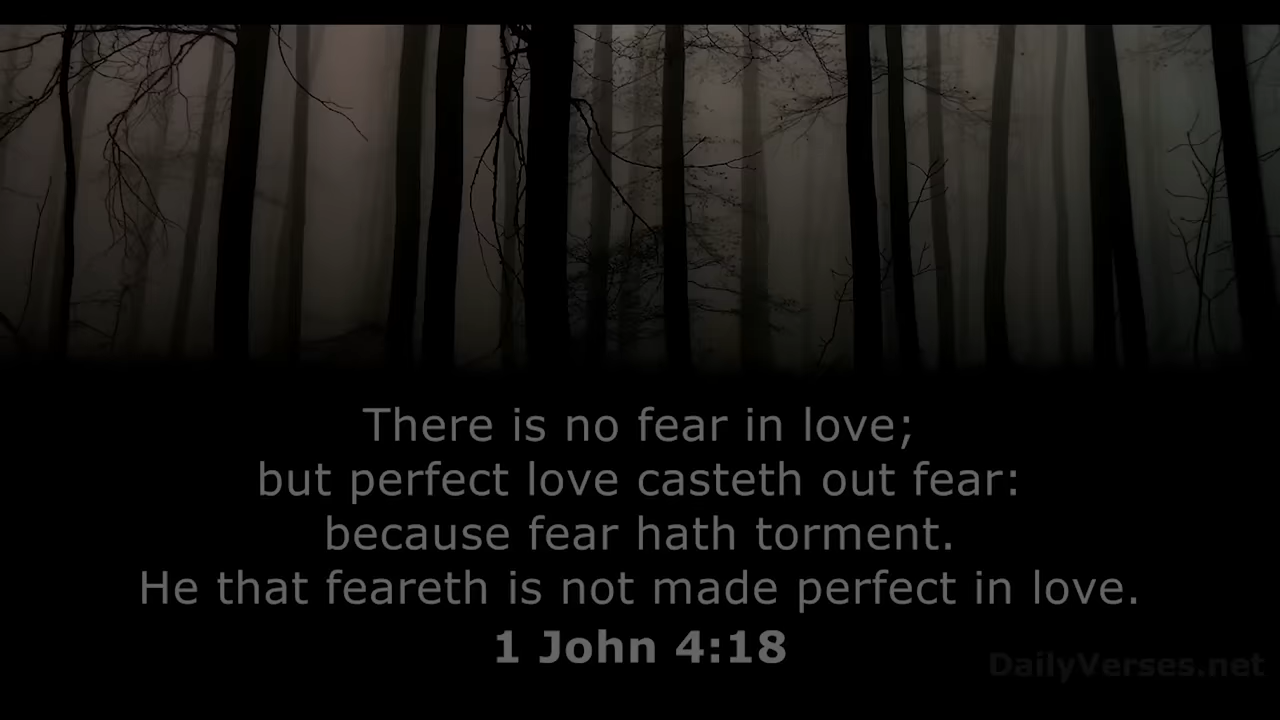 There is no fear in love;
but perfect love casteth out fear:
because fear hath torment.
He that feareth is not made perfect in love.
1 John 4:18
DailyVerses.net